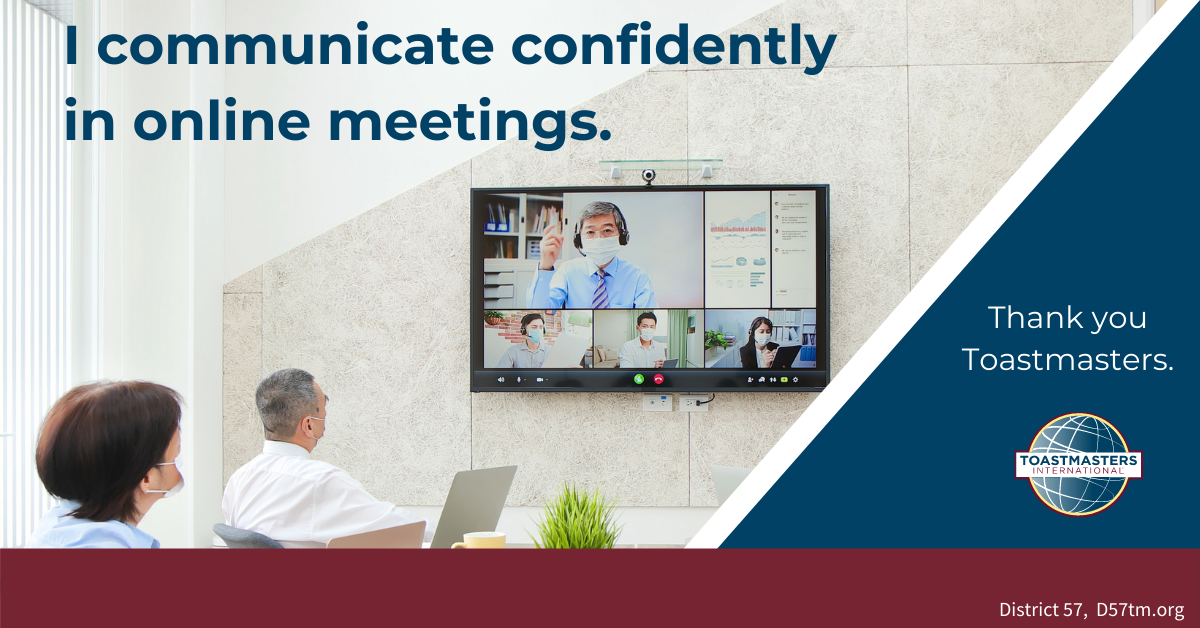 I communicate confidently
in online meetings.
Thank you
Toastmasters.
TOASTMASTERS
INTERNATIONAL
District 57, D57tm.org